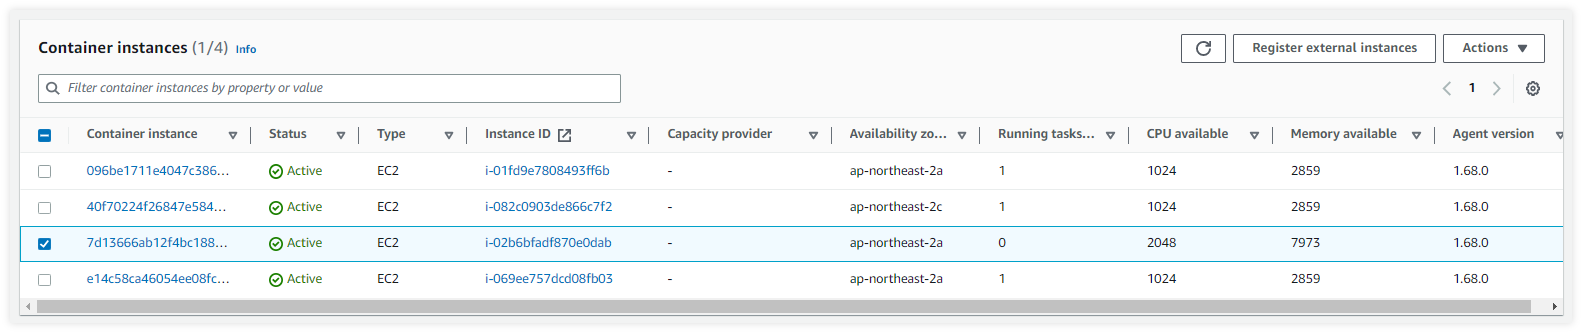 Container instances (1/4) Info
Register external instances
Actions
Filter container instances by property or value
1
Container instance Status Type Instance ID Capacity provider Availability zo... Running tasks... CPU available Memory available Agent version
096be1711e4047c386... Active EC2 i-01fd9e7808493ff6b - ap-northeast-2a 1 1024 2859 1.68.0
40f70224f26847e584... Active EC2 i-082c0903de866c7f2 - ap-northeast-2c 1 1024 2859 1.68.0
7d13666ab12f4bc188... Active EC2 i-02b6bfadf870e0dab - ap-northeast-2a 0 2048 7973 1.68.0
e14c58ca46054ee08fc... Active EC2 i-069ee757dcd08fb03 - ap-northeast-2a 1 1024 2859 1.68.0